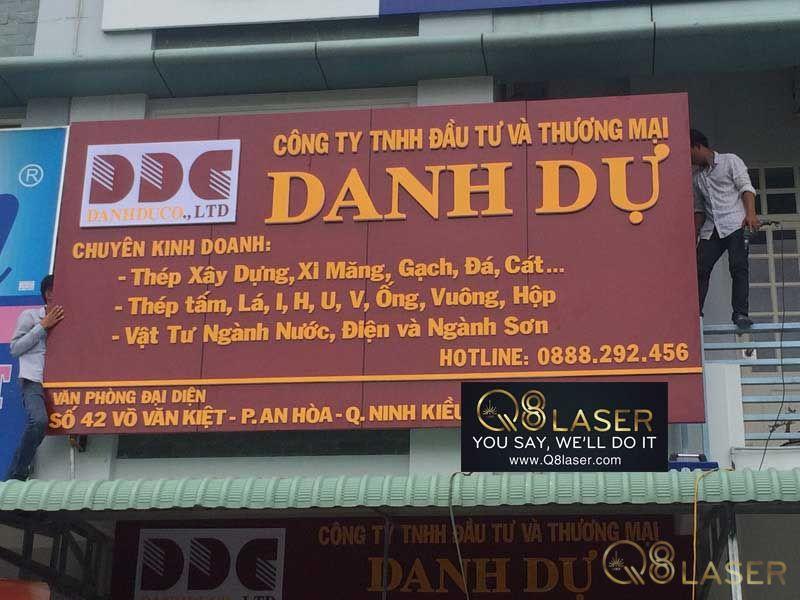 ®
DDC
DANHDUCO.,LTD
CÔNG TY TNHH ĐẦU TƯ VÀ THƯƠNG MẠI
DANH DỰ
CHUYÊN KINH DOANH:
- Thép Xây Dựng, Xi Măng, Gạch, Đá, Cát...
- Thép tấm, Lá, I, H, U, V, Ống, Vuông, Hộp
- Vật Tư Ngành Nước, Điện và Ngành Sơn
HOTLINE: 0888.292.456
VĂN PHÒNG ĐẠI DIỆN
SỐ 42 VÕ VĂN KIỆT - P. AN HÒA - Q. NINH KIỀU
Q8 LASER
YOU SAY, WE'LL DO IT
www.Q8laser.com
DDC
DANHDUCO.,LTD
CÔNG TY TNHH ĐẦU TƯ VÀ THƯƠNG MẠI
DANH DỰ
Q8 LASER